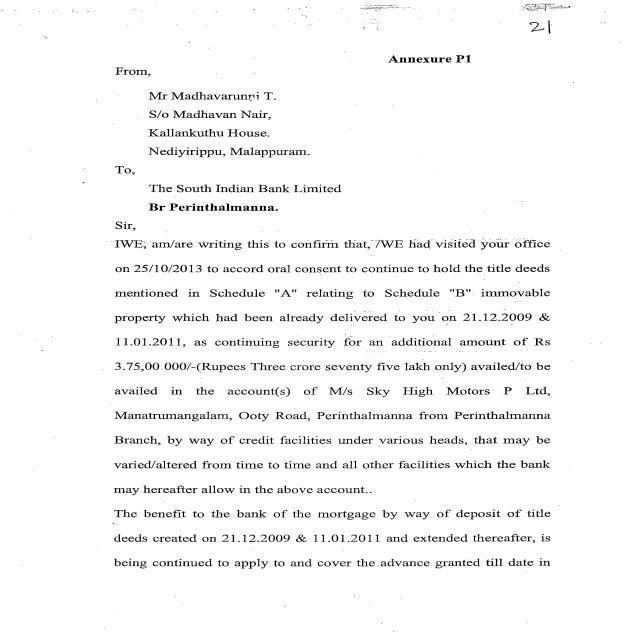 21
Annexure P1
From,
Mr Madhavarunni T.
S/o Madhavan Nair,
Kallankuthu House.
Nediyirippu, Malappuram.
To,
The South Indian Bank Limited
Br Perinthalmanna.
Sir,
IWE, am/are writing this to confirm that, /WE had visited your office
on 25/10/2013 to accord oral consent to continue to hold the title deeds
mentioned in Schedule "A" relating to Schedule "B" immovable
property which had been already delivered to you on 21.12.2009 &
11.01.2011, as continuing security for an additional amount of Rs
3.75,00 000/-(Rupees Three crore seventy five lakh only) availed/to be
availed in the account(s) of M/s Sky High Motors P Ltd,
Manatrumangalam, Ooty Road, Perinthalmanna from Perinthalmanna
Branch, by way of credit facilities under various heads, that may be
varied/altered from time to time and all other facilities which the bank
may hereafter allow in the above account..
The benefit to the bank of the mortgage by way of deposit of title
deeds created on 21.12.2009 & 11.01.2011 and extended thereafter, is
being continued to apply to and cover the advance granted till date in